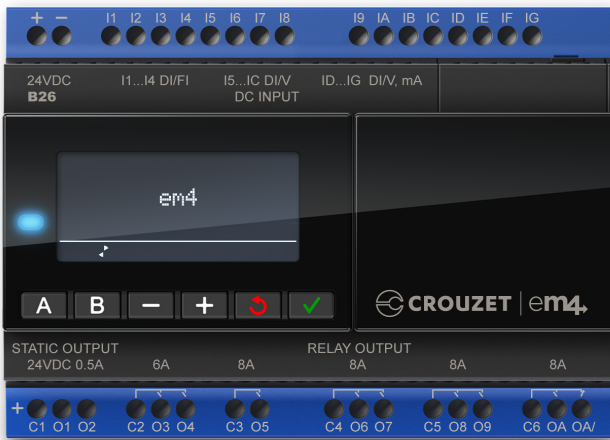 + − I1 I2 I3 I4 I5 I6 I7 I8 I9 IA IB IC ID IE IF IG
24VDC I1...I4 DI/FI I5...IC DI/V ID...IG DI/V, mA
B26 DC INPUT
em4
A B − +
CROUZET | em4
STATIC OUTPUT RELAY OUTPUT
24VDC 0.5A 6A 8A 8A 8A 8A
+ C1 O1 O2 C2 O3 O4 C3 O5 C4 O6 O7 C5 O8 O9 C6 OA OA/